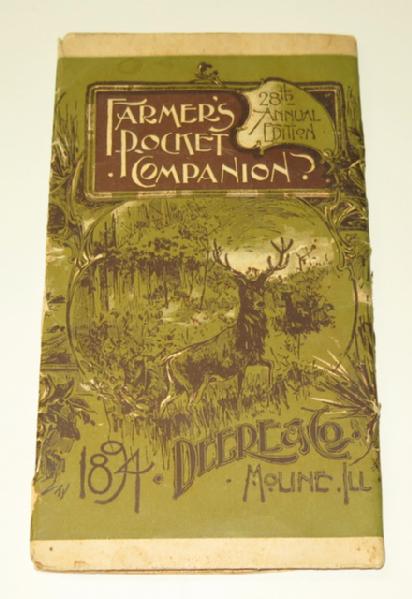 FARMER'S
POCKET
COMPANION
28th
ANNUAL
EDITION
1894
DEERE & CO.
MOLINE. ILL